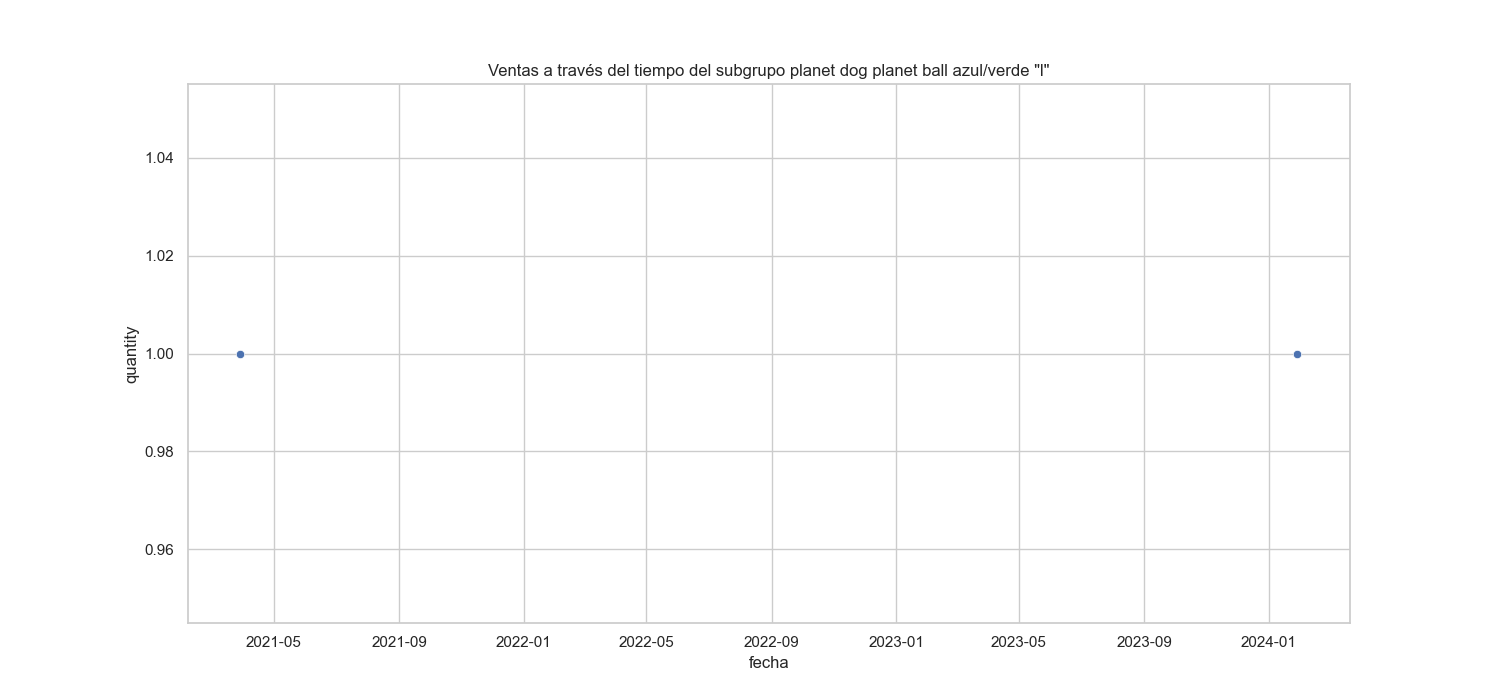 Ventas a través del tiempo del subgrupo planet dog planet ball azul/verde "l"
1.04
1.02
1.00
0.98
0.96
quantity
2021-05 2021-09 2022-01 2022-05 2022-09 2023-01 2023-05 2023-09 2024-01
fecha